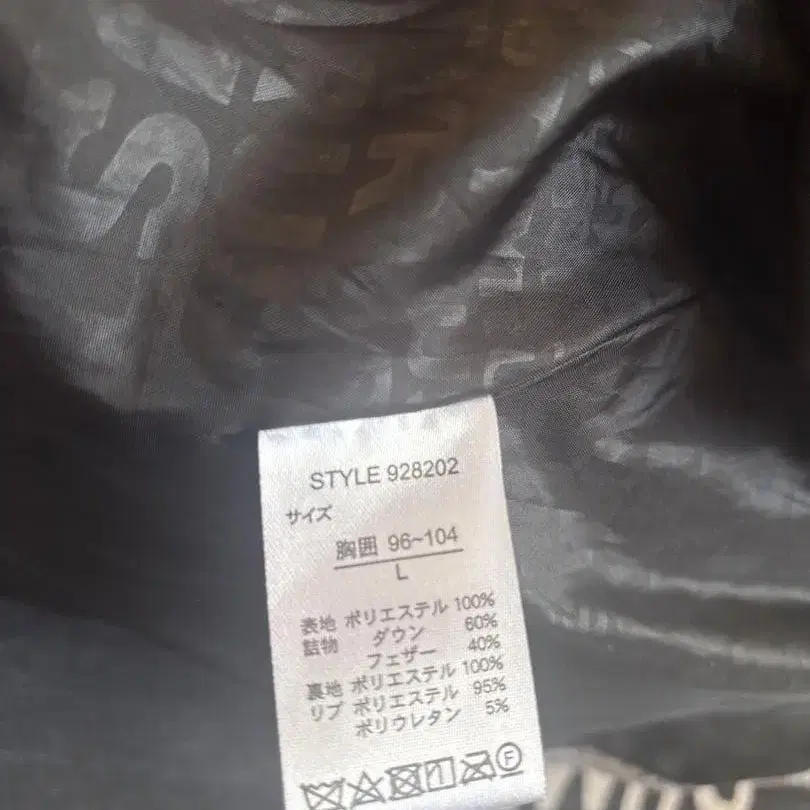 STYLE 928202
サイズ
胸囲 96~104
L
表地 ポリエステル 100%
詰物 ダウン 60%
フェザー 40%
裏地 ポリエステル 100%
リブ ポリエステル 95%
ポリウレタン 5%
F